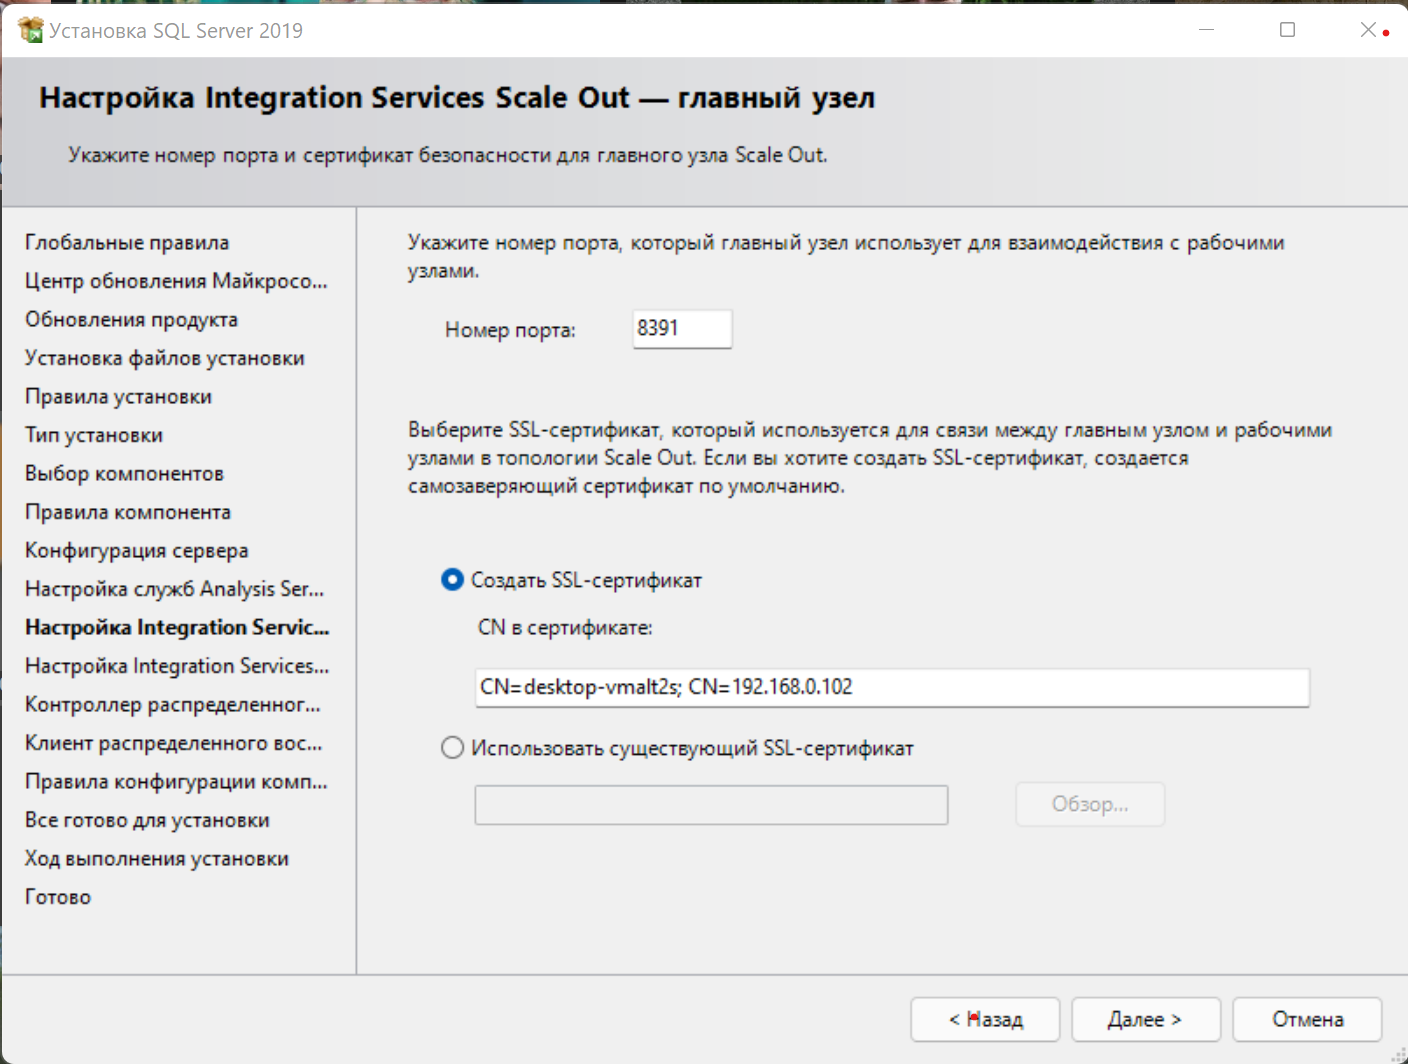 Установка SQL Server 2019
Настройка Integration Services Scale Out — главный узел
Укажите номер порта и сертификат безопасности для главного узла Scale Out.
Глобальные правила
Центр обновления Майкросо...
Обновления продукта
Установка файлов установки
Правила установки
Тип установки
Выбор компонентов
Правила компонента
Конфигурация сервера
Настройка служб Analysis Ser...
Настройка Integration Servic...
Настройка Integration Services...
Контроллер распределенног...
Клиент распределенного вос...
Правила конфигурации комп...
Все готово для установки
Ход выполнения установки
Готово
Укажите номер порта, который главный узел использует для взаимодействия с рабочими
узлами.
Номер порта: 8391
Выберите SSL-сертификат, который используется для связи между главным узлом и рабочими
узлами в топологии Scale Out. Если вы хотите создать SSL-сертификат, создается
самозаверяющий сертификат по умолчанию.
Создать SSL-сертификат
CN в сертификате:
CN=desktop-vmalt2s; CN=192.168.0.102
Использовать существующий SSL-сертификат
Обзор...
< Назад Далее > Отмена